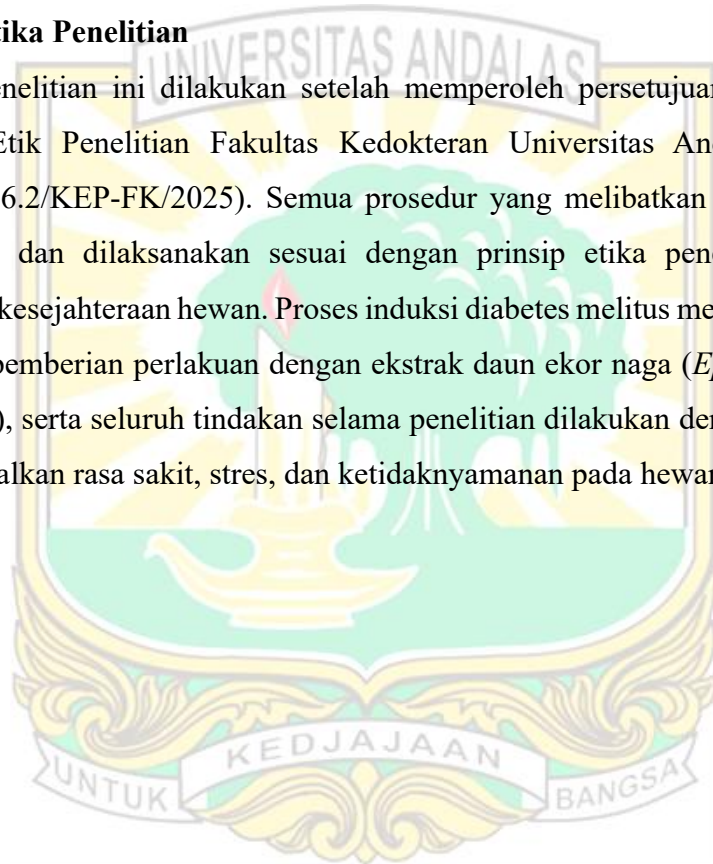 tika Penelitian
enelitian ini dilakukan setelah memperoleh persetujuan
Etik Penelitian Fakultas Kedokteran Universitas An
6.2/KEP-FK/2025). Semua prosedur yang melibatkan
dan dilaksanakan sesuai dengan prinsip etika pen
kesejahteraan hewan. Proses induksi diabetes melitus me
pemberian perlakuan dengan ekstrak daun ekor naga (Ep
), serta seluruh tindakan selama penelitian dilakukan de
alkan rasa sakit, stres, dan ketidaknyamanan pada hewan
UNIVERSITAS ANDALAS
UNTUK KEDJAJAAN BANGSA